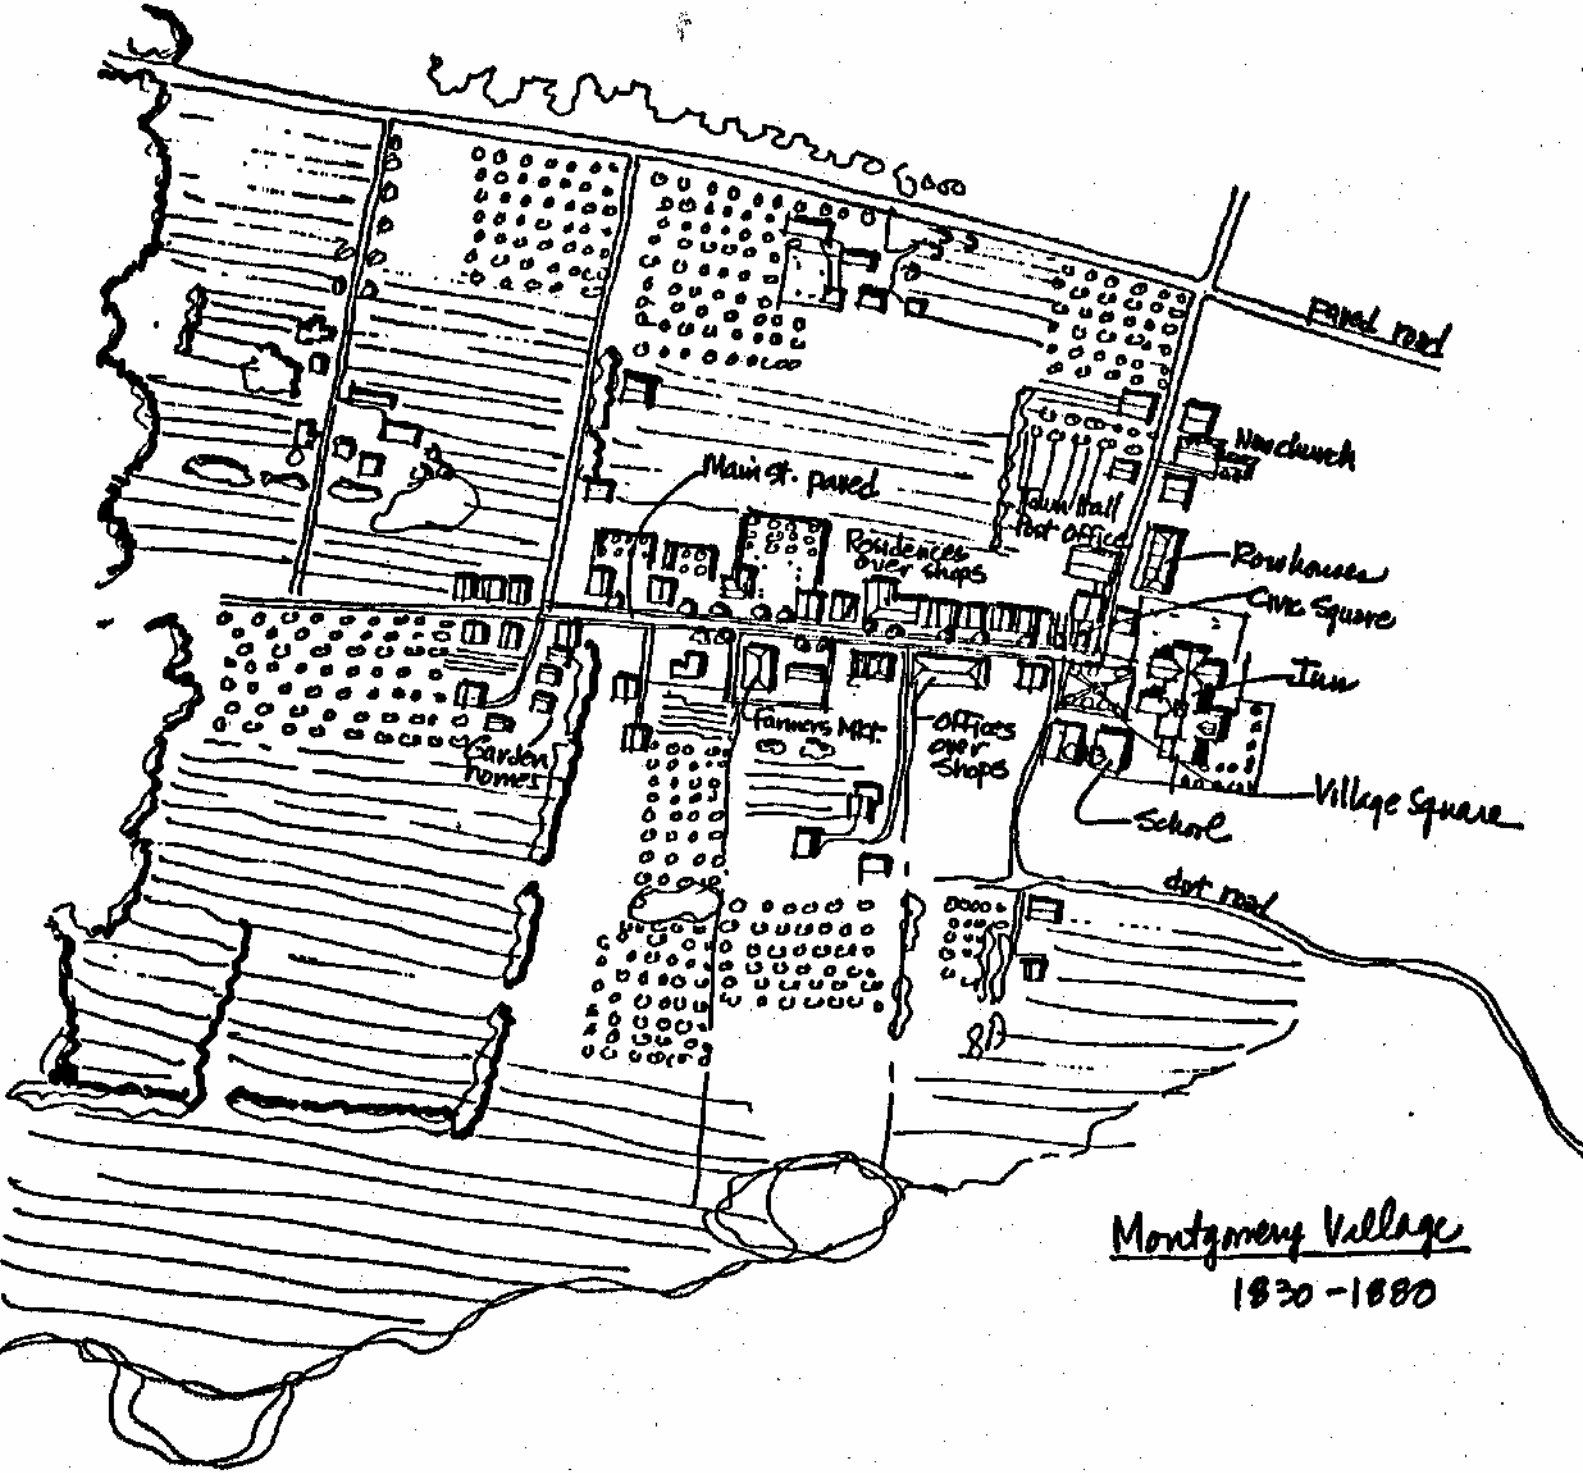 paved road
New church
Main st. paved
Town Hall
Post Office
Residences
over shops
Rowhouses
Civic Square
Inn
Farmers Mkt.
Offices
over
Shops
Garden
homes
Village Square
School
dirt road
Montgomery Village
1830-1880